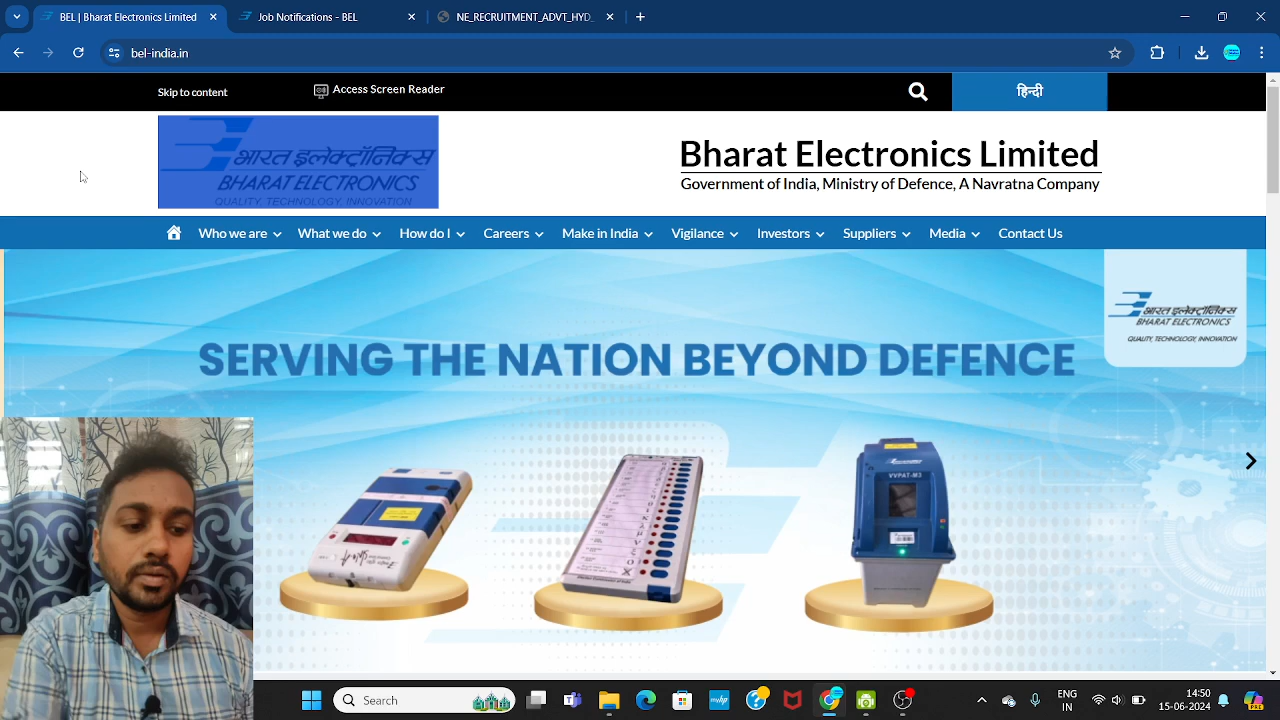 BEL | Bharat Electronics Limited
Job Notifications - BEL
NE_RECRUITMENT_ADVT_HYD_
bel-india.in
Skip to content
Access Screen Reader
हिन्दी
भारत इलेक्ट्रॉनिक्स
BHARAT ELECTRONICS
QUALITY, TECHNOLOGY, INNOVATION
Bharat Electronics Limited
Government of India, Ministry of Defence, A Navratna Company
Who we are
What we do
How do I
Careers
Make in India
Vigilance
Investors
Suppliers
Media
Contact Us
भारत इलेक्ट्रॉनिक्स
BHARAT ELECTRONICS
QUALITY, TECHNOLOGY, INNOVATION
SERVING THE NATION BEYOND DEFENCE
VVPAT-M3
Search
myhp
ENG
IN
14:50
15-06-2024